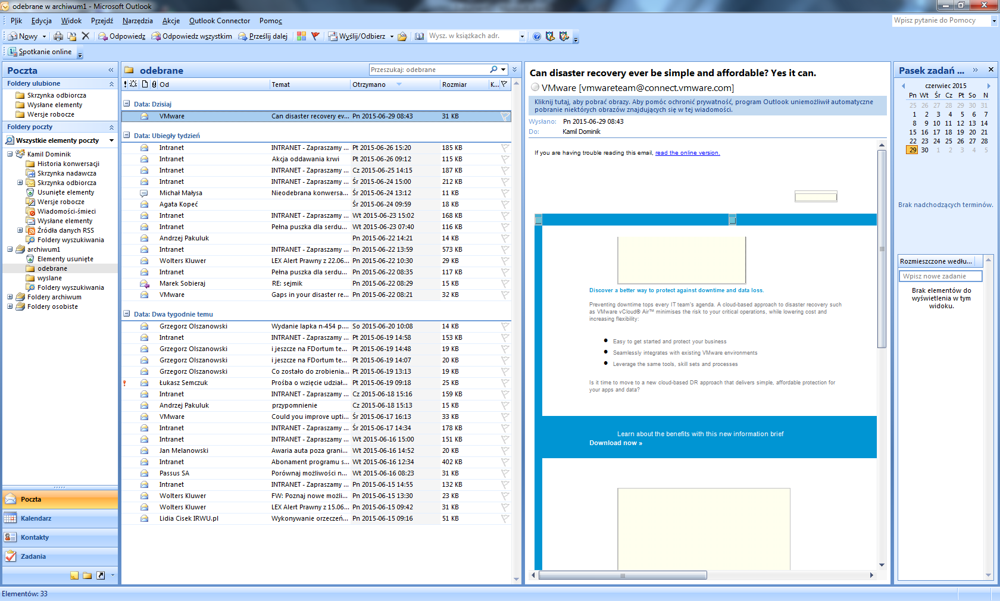 odebrane w archiwum1 - Microsoft Outlook
Plik Edycja Widok Przejdź Narzędzia Akcje Outlook Connector Pomoc
Wpisz pytanie do Pomocy
Nowy Odpowiedz Odpowiedz wszystkim Prześlij dalej Wyślij/Odbierz Wysz. w książkach adr.
Spotkanie online
Poczta «
Foldery ulubione
Skrzynka odbiorcza
Wysłane elementy
Wersje robocze
Foldery poczty
Wszystkie elementy poczty
Kamil Dominik
Historia konwersacji
Skrzynka nadawcza
Skrzynka odbiorcza
Usunięte elementy
Wersje robocze
Wiadomości-śmieci
Wysłane elementy
Źródła danych RSS
Foldery wyszukiwania
archiwum1
Elementy usunięte
odebrane
wyslane
Foldery wyszukiwania
Foldery archiwum
Foldery osobiste
Poczta
Kalendarz
Kontakty
Zadania
odebrane
Przeszukaj: odebrane
! Od Temat Otrzymano Rozmiar K...
Data: Dzisiaj
VMware Can disaster recovery ev... Pn 2015-06-29 08:43 31 KB
Data: Ubiegły tydzień
Intranet INTRANET - Zapraszamy ... Pt 2015-06-26 15:20 185 KB
Intranet Akcja oddawania krwi Pt 2015-06-26 09:12 115 KB
Intranet INTRANET - Zapraszamy ... Cz 2015-06-25 14:15 187 KB
Intranet INTRANET - Zapraszamy ... Śr 2015-06-24 15:00 212 KB
Michał Małysa Nieodebrana konwersa... Śr 2015-06-24 13:12 11 KB
Agata Kopeć Śr 2015-06-24 09:59 18 KB
Intranet INTRANET - Zapraszamy ... Wt 2015-06-23 15:02 168 KB
Intranet Pełna puszka dla serdu... Wt 2015-06-23 07:40 116 KB
Andrzej Pakuluk Pn 2015-06-22 14:21 14 KB
Intranet INTRANET - Zapraszamy ... Pn 2015-06-22 13:59 573 KB
Wolters Kluwer LEX Alert Prawny z 22.06... Pn 2015-06-22 10:30 29 KB
Intranet Pełna puszka dla serdu... Pn 2015-06-22 08:35 117 KB
Marek Sobieraj RE: sejmik Pn 2015-06-22 08:29 15 KB
VMware Gaps in your disaster re... Pn 2015-06-22 08:21 32 KB
Data: Dwa tygodnie temu
Grzegorz Olszanowski Wydanie lapka n-454 p.... So 2015-06-20 10:08 14 KB
Intranet INTRANET - Zapraszamy ... Pt 2015-06-19 14:58 153 KB
Grzegorz Olszanowski i jeszcze na FDortum te... Pt 2015-06-19 14:48 19 KB
Grzegorz Olszanowski i jeszcze na FDortum te... Pt 2015-06-19 14:07 20 KB
Grzegorz Olszanowski Co zostało do zrobienia... Pt 2015-06-19 13:13 19 KB
! Łukasz Semczuk Prośba o wzięcie udział... Pt 2015-06-19 09:18 25 KB
Intranet INTRANET - Zapraszamy ... Cz 2015-06-18 15:16 159 KB
Andrzej Pakuluk przypomnienie Cz 2015-06-18 15:13 15 KB
VMware Could you improve upti... Śr 2015-06-17 16:13 33 KB
Intranet INTRANET - Zapraszamy ... Śr 2015-06-17 14:34 178 KB
Intranet INTRANET - Zapraszamy ... Wt 2015-06-16 15:00 151 KB
Jan Melanowski Awaria auta poza grani... Wt 2015-06-16 14:52 20 KB
Intranet Abonament programu s... Wt 2015-06-16 12:34 402 KB
Passus SA Porównaj możliwości n... Wt 2015-06-16 08:23 31 KB
Intranet INTRANET - Zapraszamy ... Pn 2015-06-15 14:55 132 KB
Wolters Kluwer FW: Poznaj nowe możli... Pn 2015-06-15 13:30 23 KB
Wolters Kluwer LEX Alert Prawny z 15.06... Pn 2015-06-15 09:42 31 KB
Lidia Cisek IRWU.pl Wykonywanie orzeczeń... Pn 2015-06-15 09:16 51 KB
Can disaster recovery ever be simple and affordable? Yes it can.
VMware [vmwareteam@connect.vmware.com]
Kliknij tutaj, aby pobrać obrazy. Aby pomóc ochronić prywatność, program Outlook uniemożliwił automatyczne
pobranie niektórych obrazów znajdujących się w tej wiadomości.
Wysłano: Pn 2015-06-29 08:43
Do: Kamil Dominik
If you are having trouble reading this email, read the online version.
Discover a better way to protect against downtime and data loss.
Preventing downtime tops every IT team's agenda. A cloud-based approach to disaster recovery such
as VMware vCloud® Air™ minimises the risk to your critical operations, while lowering cost and
increasing flexibility:
• Easy to get started and protect your business
• Seamlessly integrates with existing VMware environments
• Leverage the same tools, skill sets and processes
Is it time to move to a new cloud-based DR approach that delivers simple, affordable protection for
your apps and data?
Learn about the benefits with this new information brief
Download now »
Pasek zadań ... »
czerwiec 2015
Pn Wt Śr Cz Pt So N
25 26 27 28 29 30 31
1 2 3 4 5 6 7
8 9 10 11 12 13 14
15 16 17 18 19 20 21
22 23 24 25 26 27 28
29 30 1 2 3 4 5
Brak nadchodzących terminów.
Rozmieszczone wedłu...
Wpisz nowe zadanie
Brak elementów do
wyświetlenia w tym
widoku.
Elementów: 33